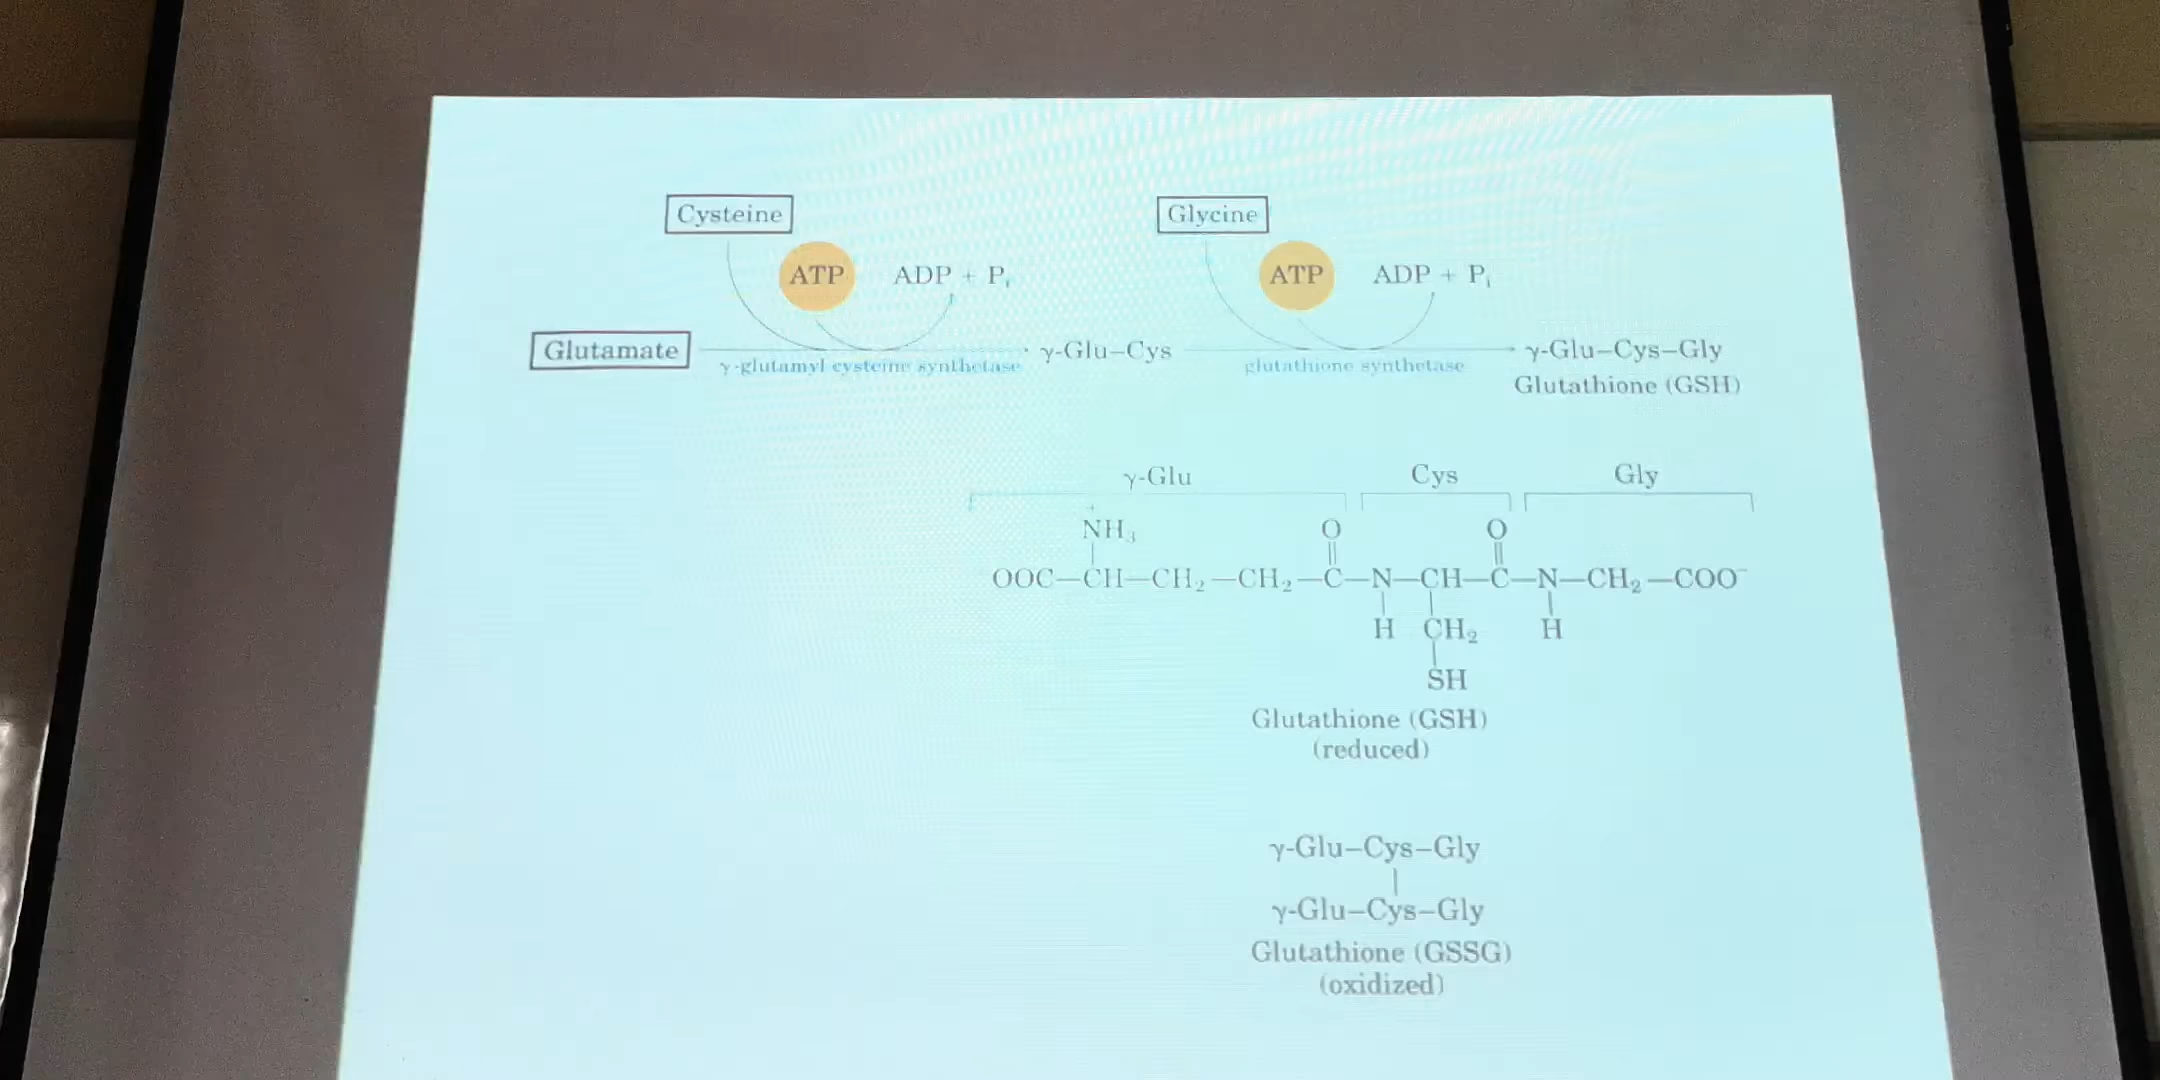 Cysteine
Glycine
ATP ADP + Pi
ATP ADP + Pi
Glutamate
γ-Glu–Cys
γ-Glu–Cys–Gly
γ-glutamyl cysteine synthetase
glutathione synthetase
Glutathione (GSH)
γ-Glu Cys Gly
NH₃ O O
OOC—CH—CH₂—CH₂—C—N—CH—C—N—CH₂—COO⁻
H CH₂ H
SH
Glutathione (GSH)
(reduced)
γ-Glu–Cys–Gly
γ-Glu–Cys–Gly
Glutathione (GSSG)
(oxidized)